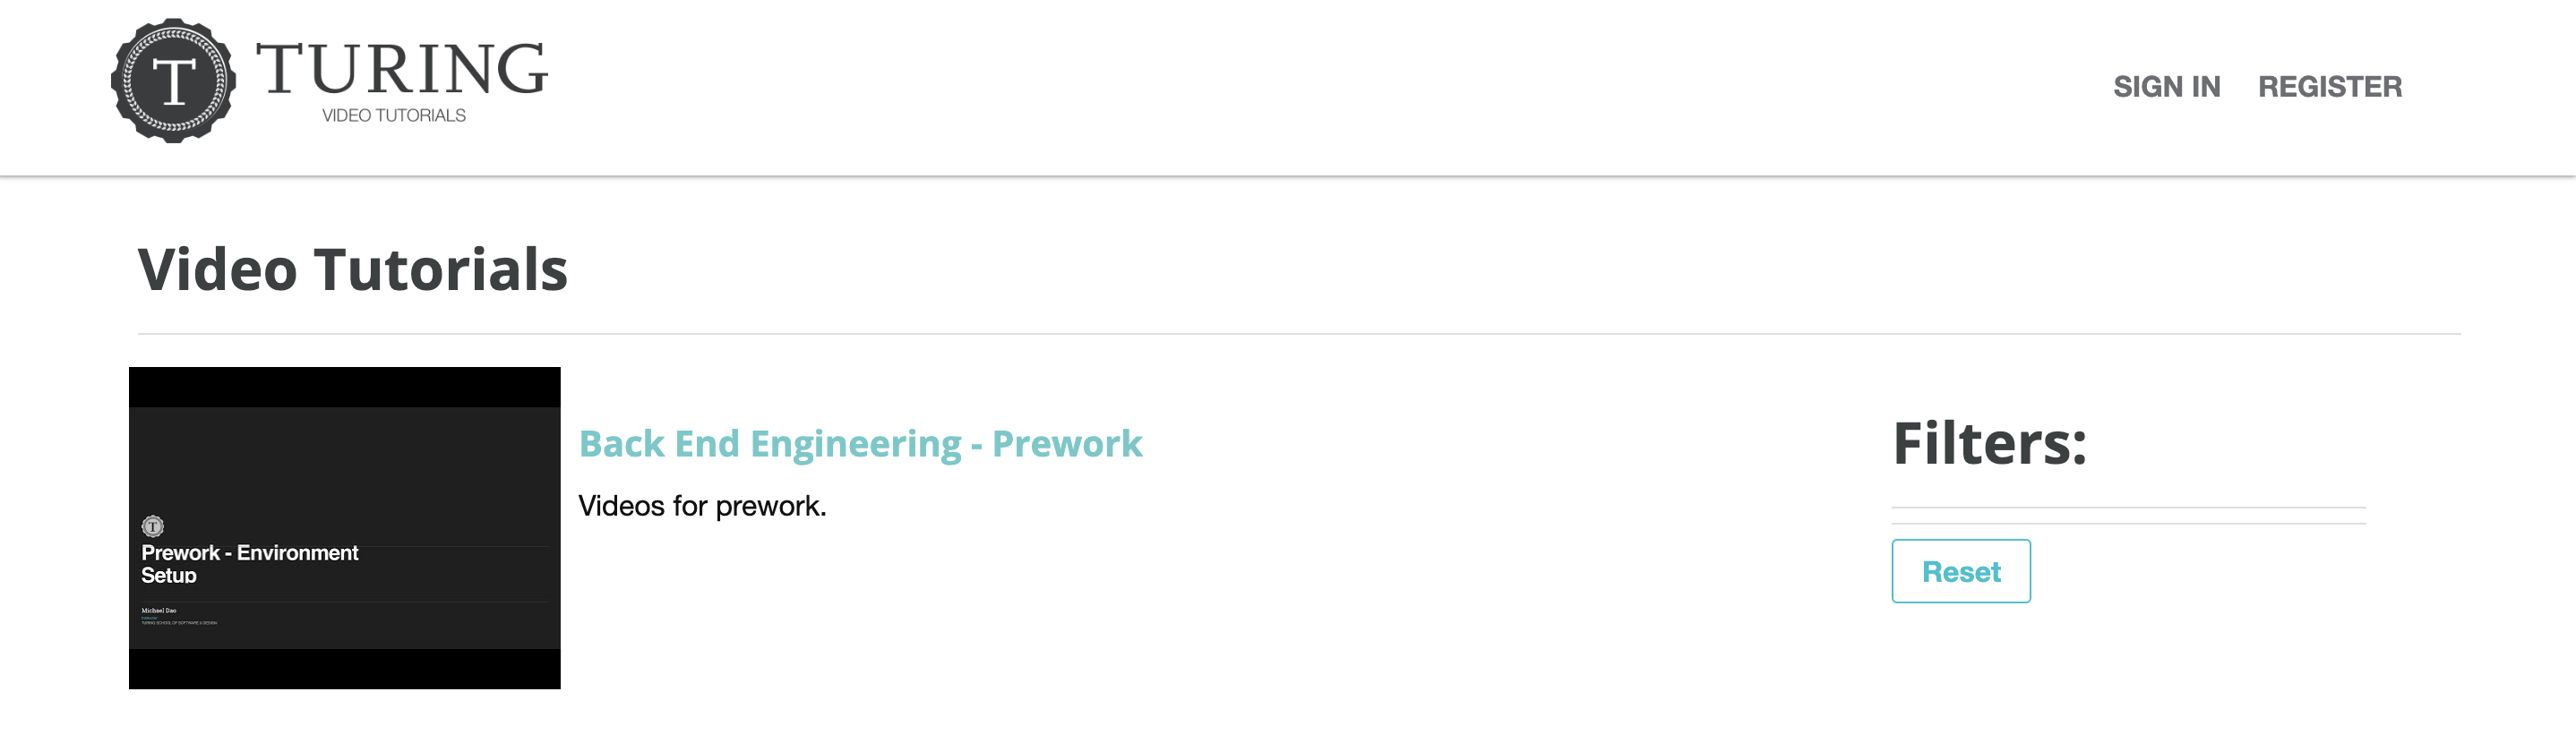 T
TURING
VIDEO TUTORIALS
SIGN IN
REGISTER
Video Tutorials
T
Prework - Environment
Setup
Michael Dao
TURING SCHOOL OF SOFTWARE & DESIGN
Back End Engineering - Prework
Videos for prework.
Filters:
Reset